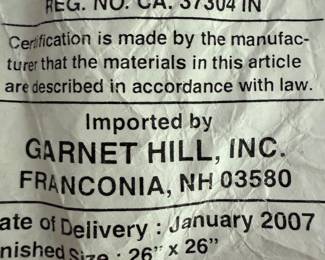 REG. NO. CA. 37304 IN
Certification is made by the manufac-
turer that the materials in this article
are described in accordance with law.
Imported by
GARNET HILL, INC.
FRANCONIA, NH 03580
ate of Delivery : January 2007
nished Size : 26" x 26"